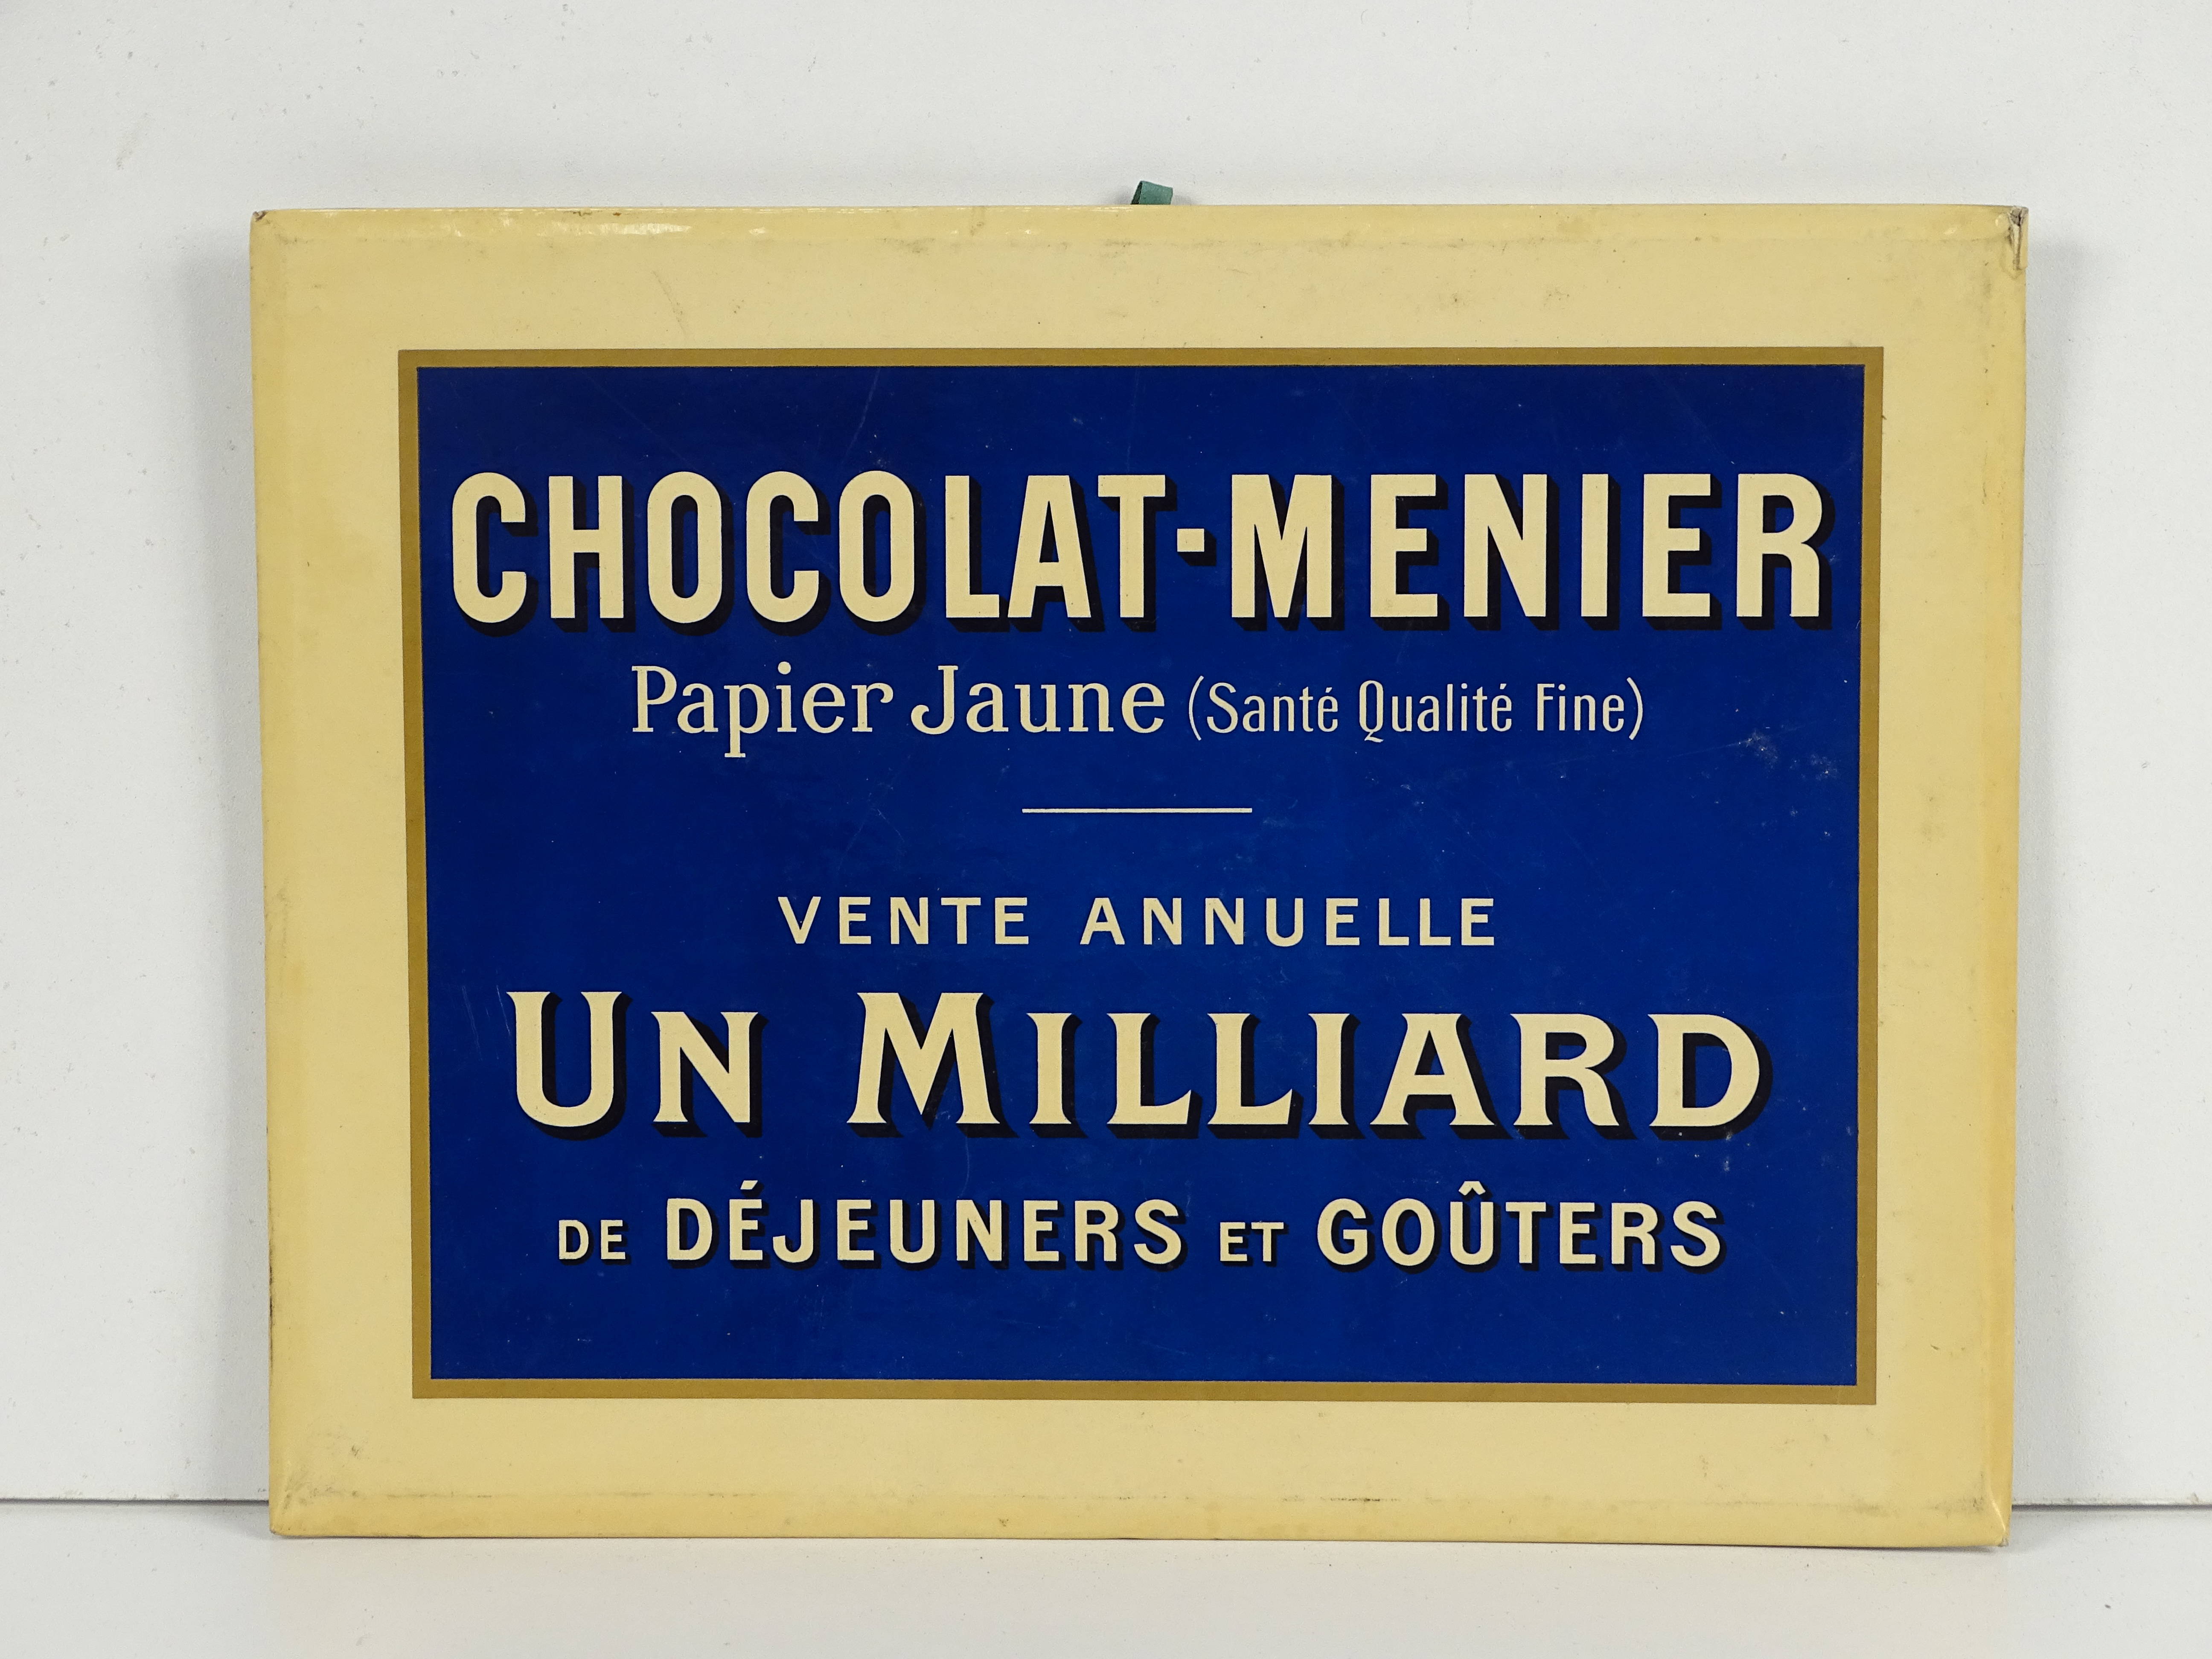 CHOCOLAT-MENIER
Papier Jaune (Santé Qualité Fine)
VENTE ANNUELLE
UN MILLIARD
DE DÉJEUNERS ET GOÛTERS